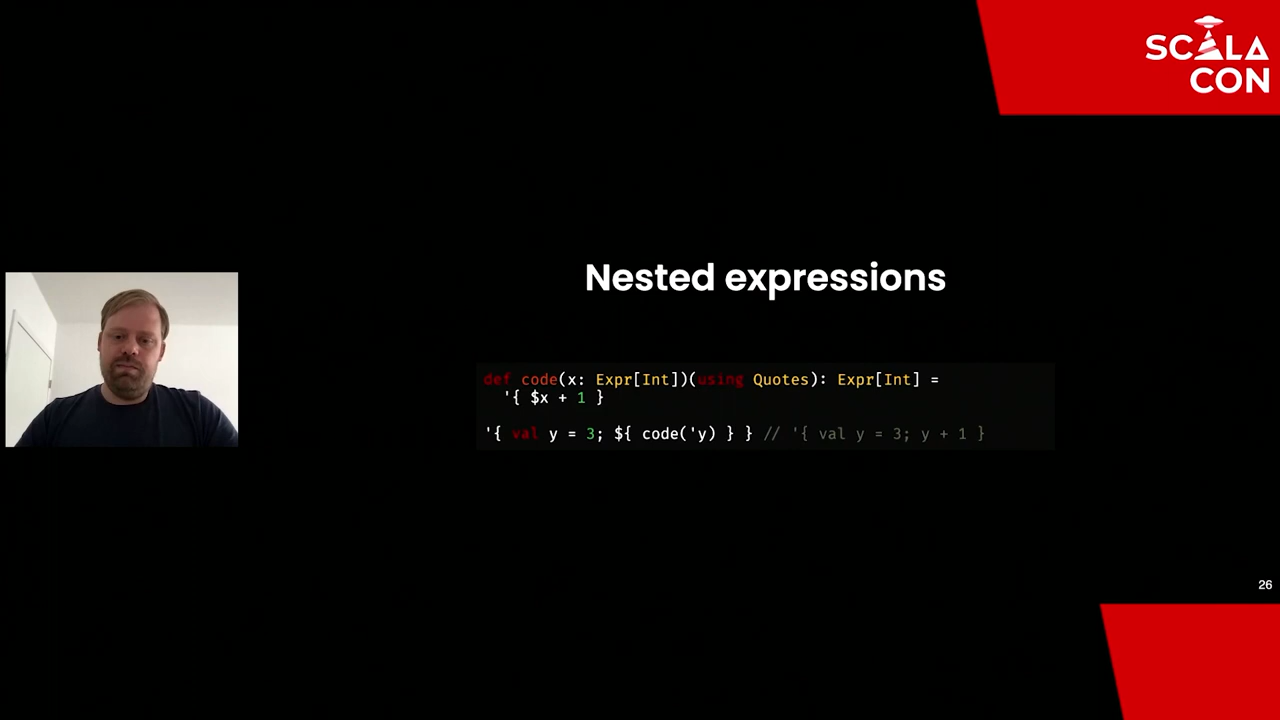 SCALA
CON
Nested expressions
def code(x: Expr[Int])(using Quotes): Expr[Int] =
'{ $x + 1 }
'{ val y = 3; ${ code('y) } } // '{ val y = 3; y + 1 }
26